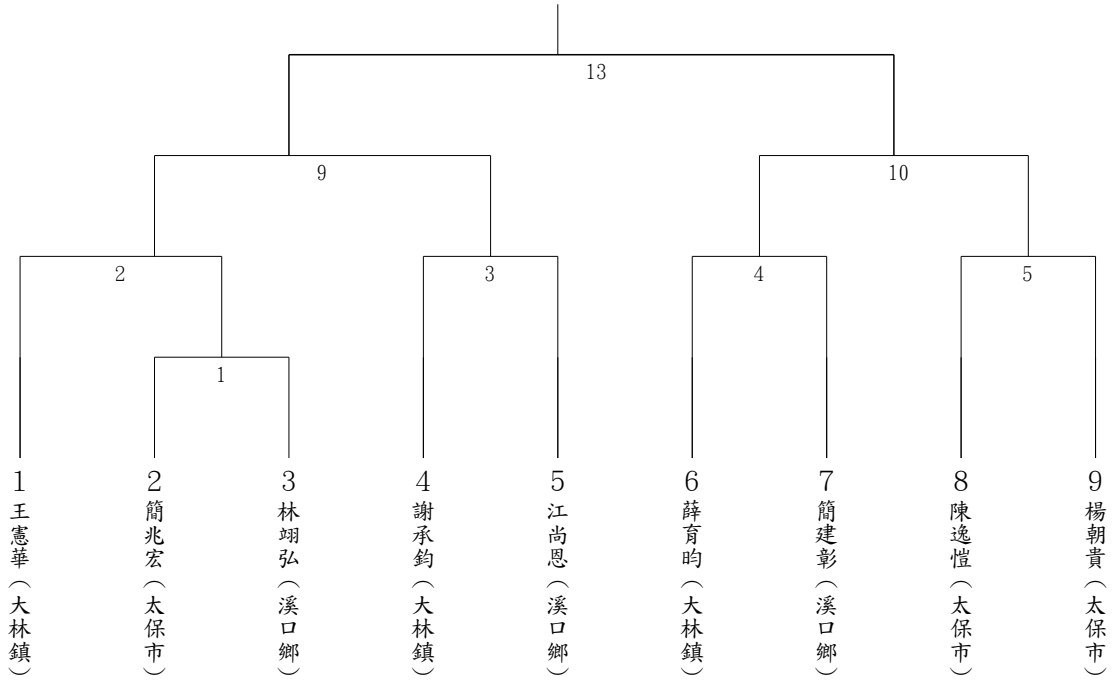 13
9
10
2
3
4
5
1
1
王憲華（大林鎮）
2
簡兆宏（太保市）
3
林翊弘（溪口鄉）
4
謝承鈞（大林鎮）
5
江尚恩（溪口鄉）
6
薛育昀（大林鎮）
7
簡建彰（溪口鄉）
8
陳逸愷（太保市）
9
楊朝貴（太保市）